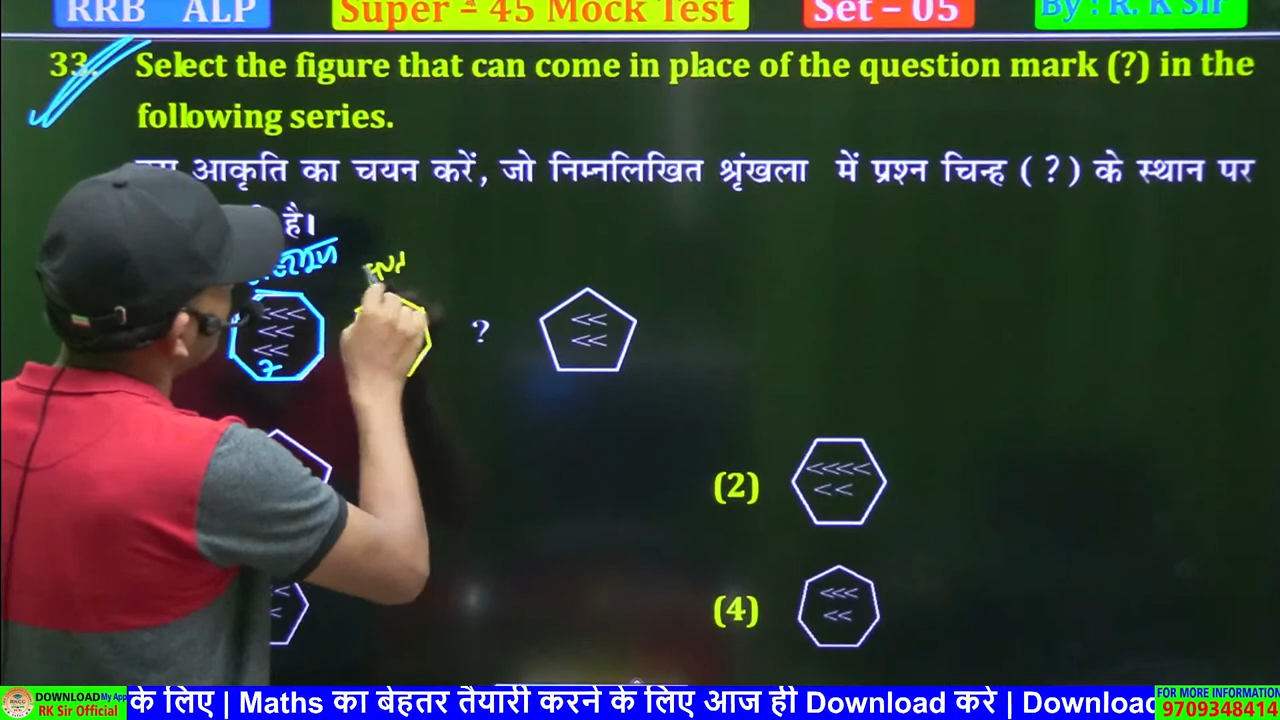 RRB ALP Super - 45 Mock Test Set – 05 By : R. K Sir
33. Select the figure that can come in place of the question mark (?) in the
following series.
आकृति का चयन करें, जो निम्नलिखित श्रृंखला में प्रश्न चिन्ह ( ? ) के स्थान पर
है।
<<< <<
<< ? <<
<<
7
<<<< 
(2) <<
<<<
(4) <<
DOWNLOAD My App के लिए | Maths का बेहतर तैयारी करने के लिए आज ही Download करे | Download FOR MORE INFORMATION
RK Sir Official 9709348414